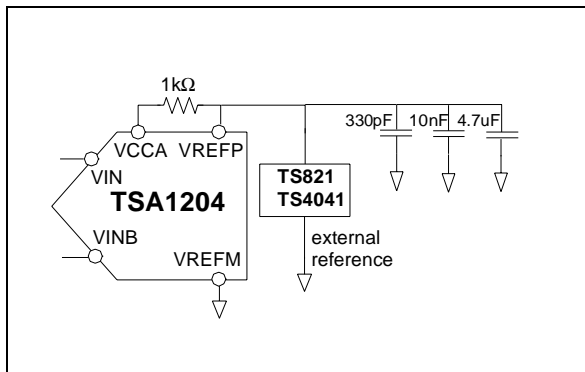 1kΩ
330pF 10nF 4.7uF
VCCA VREFP
VIN
TS821
TS4041
TSA1204
VINB
external
reference
VREFM